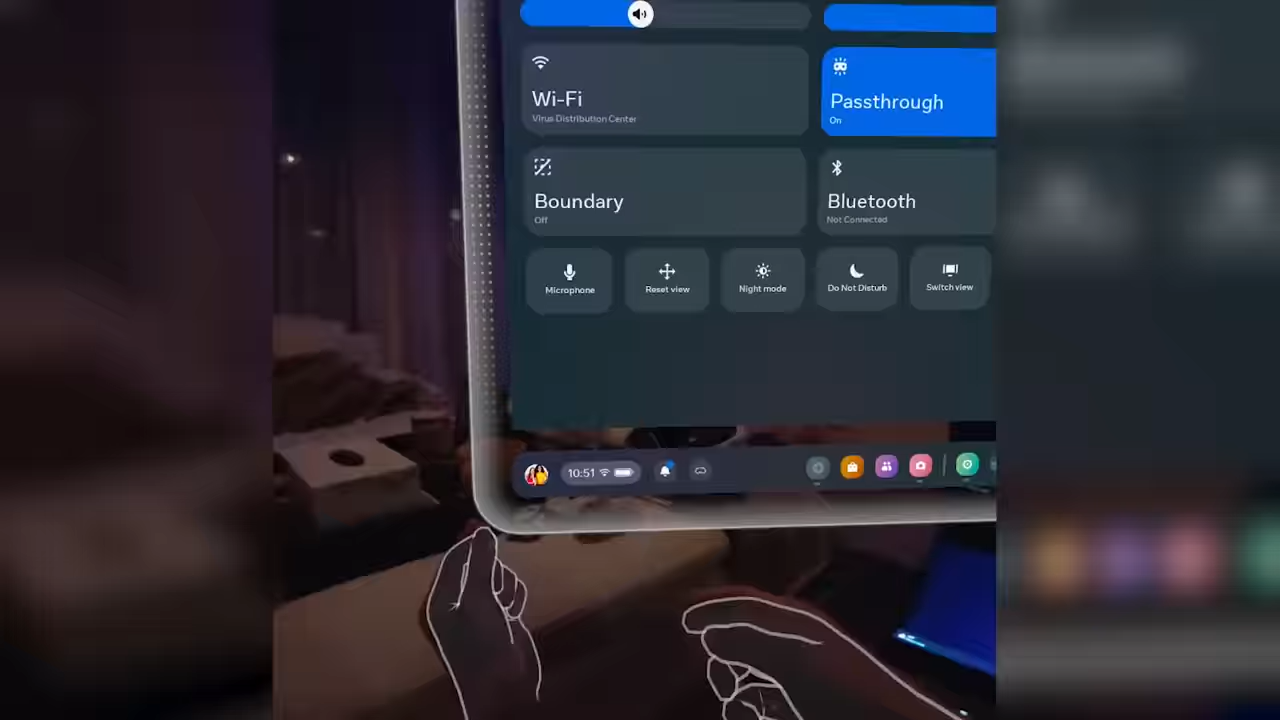 Wi-Fi
Virus Distribution Center
Passthrough
On
Boundary
Off
Bluetooth
Not Connected
Microphone
Reset view
Night mode
Do Not Disturb
Switch view
10:51